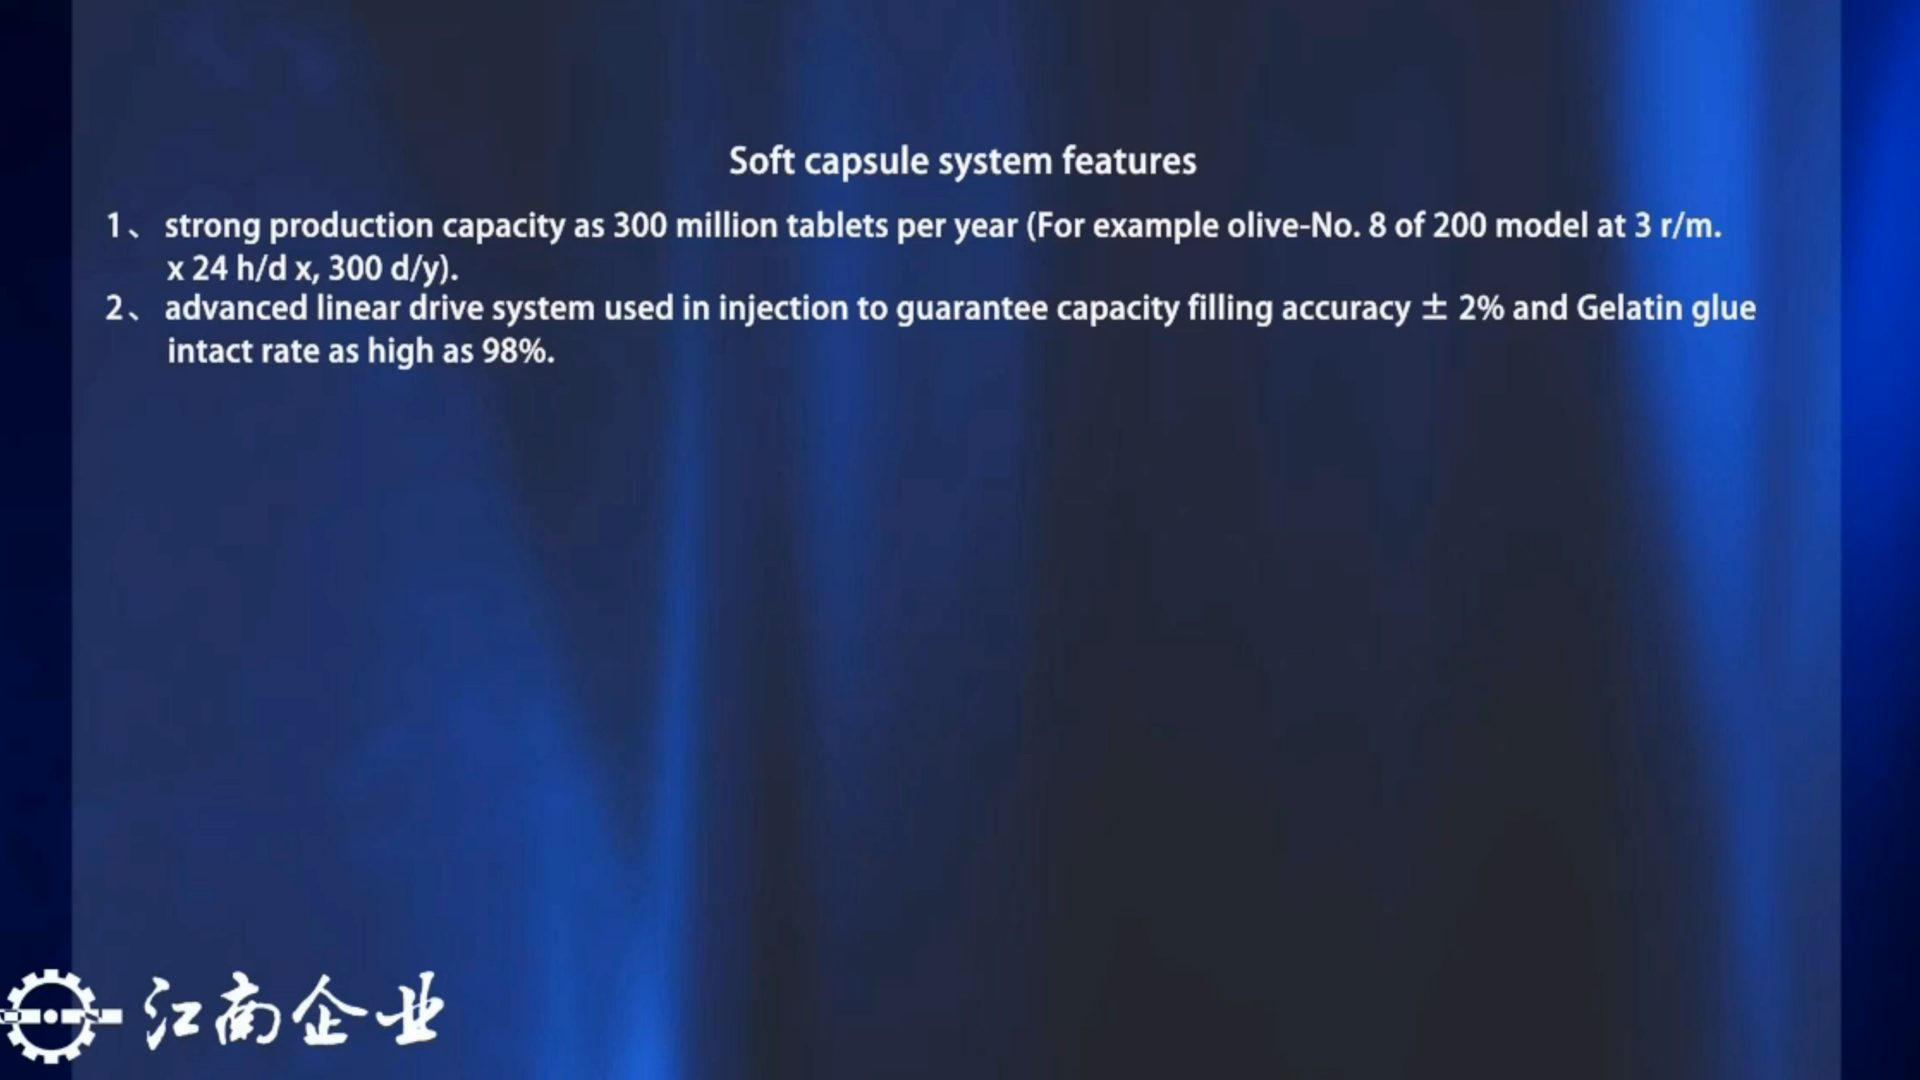 Soft capsule system features
1、 strong production capacity as 300 million tablets per year (For example olive-No. 8 of 200 model at 3 r/m.
x 24 h/d x, 300 d/y).
2、 advanced linear drive system used in injection to guarantee capacity filling accuracy ± 2% and Gelatin glue
intact rate as high as 98%.
江南企业